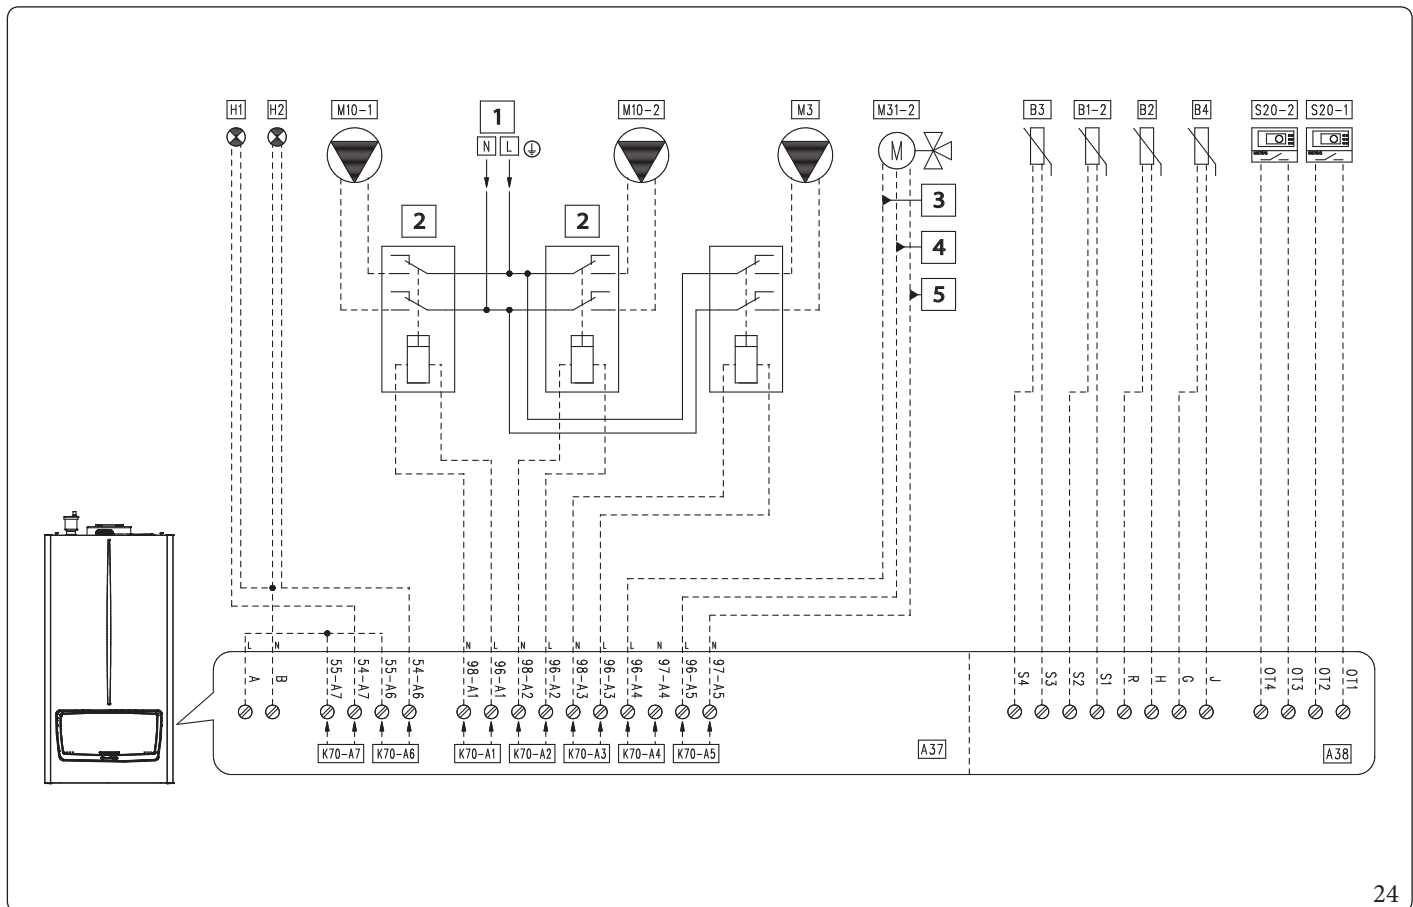 H1 H2 M10-1 1 M10-2 M3 M31-2 B3 B1-2 B2 B4 S20-2 S20-1
N L
M
3
2 2
4
5
L N N L N L N L L N L N
A B 55-A7 54-A7 55-A6 54-A6 98-A1 96-A1 98-A2 96-A2 98-A3 96-A3 96-A4 97-A4 96-A5 97-A5 S4 S3 S2 S1 R H G J OT4 OT3 OT2 OT1
K70-A7 K70-A6 K70-A1 K70-A2 K70-A3 K70-A4 K70-A5 A37 A38
24